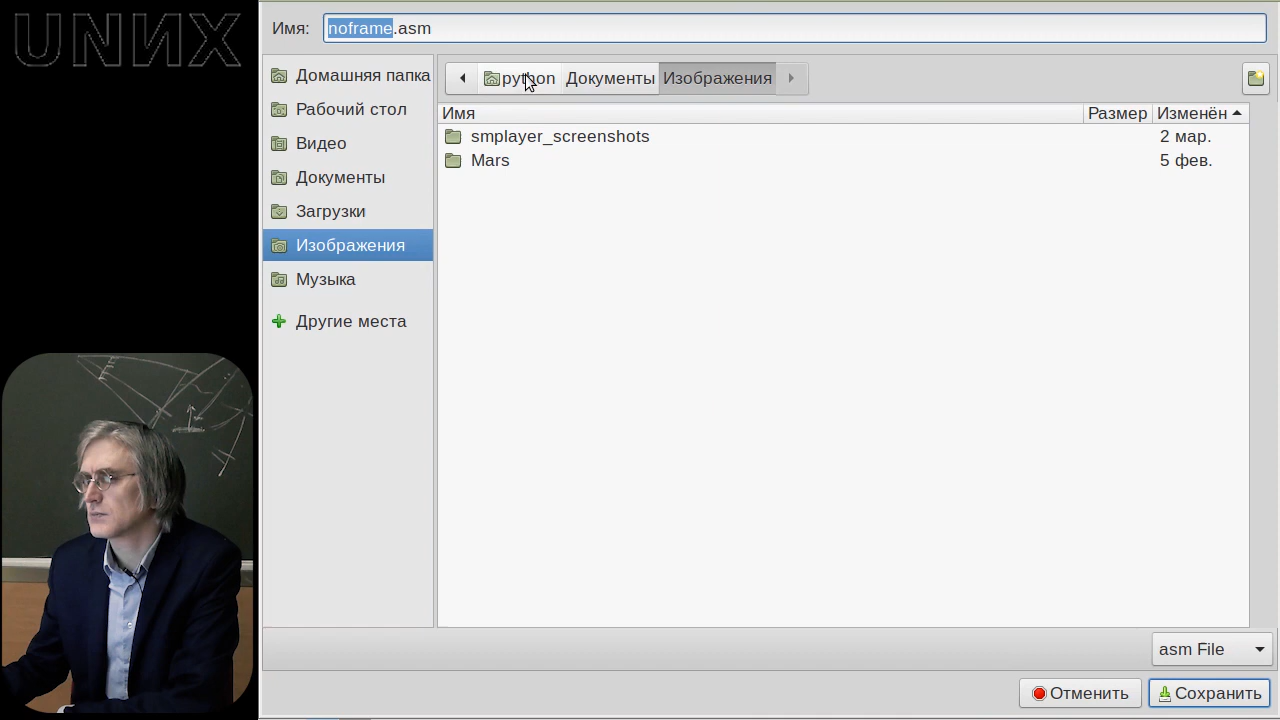 UNИX
Имя: noframe.asm
Домашняя папка
Рабочий стол
Видео
Документы
Загрузки
Изображения
Музыка
Другие места
python Документы Изображения
Имя Размер Изменён
smplayer_screenshots 2 мар.
Mars 5 фев.
asm File
Отменить Сохранить